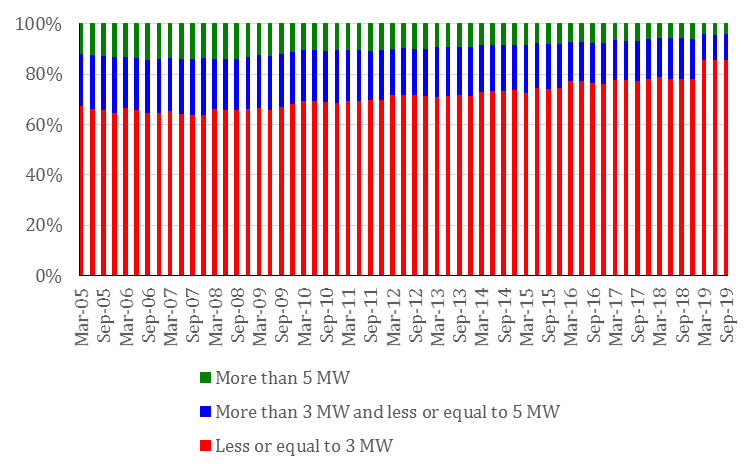 100%
80%
60%
40%
20%
0%
Mar-05
Sep-05
Mar-06
Sep-06
Mar-07
Sep-07
Mar-08
Sep-08
Mar-09
Sep-09
Mar-10
Sep-10
Mar-11
Sep-11
Mar-12
Sep-12
Mar-13
Sep-13
Mar-14
Sep-14
Mar-15
Sep-15
Mar-16
Sep-16
Mar-17
Sep-17
Mar-18
Sep-18
Mar-19
Sep-19
More than 5 MW
More than 3 MW and less or equal to 5 MW
Less or equal to 3 MW